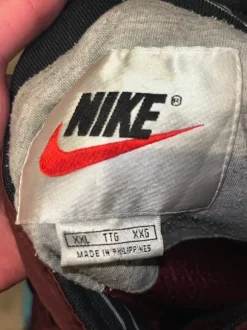 NIKE®
XXL TTG XXG
MADE IN PHILIPPINES